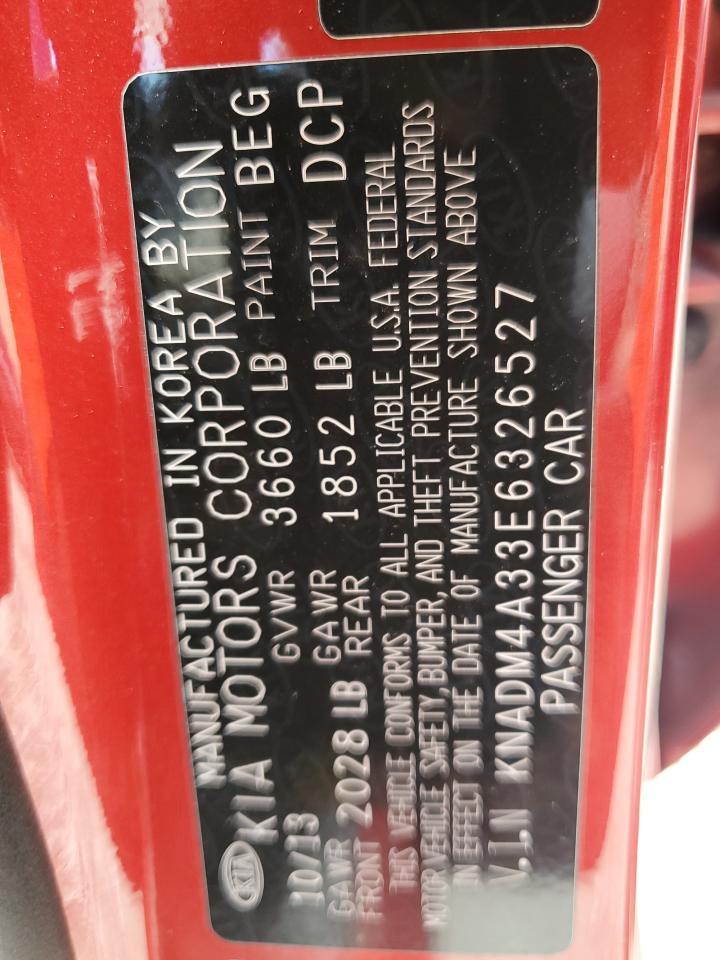 MANUFACTURED IN KOREA BY
KIA KIA MOTORS CORPORATION
10/13 GVWR 3660 LB PAINT BEG
GAWR FRONT 2028 LB GAWR REAR 1852 LB TRIM DCP
THIS VEHICLE CONFORMS TO ALL APPLICABLE U.S.A. FEDERAL
MOTOR VEHICLE SAFETY, BUMPER, AND THEFT PREVENTION STANDARDS
IN EFFECT ON THE DATE OF MANUFACTURE SHOWN ABOVE
V.I.N KNADM4A33E6326527
PASSENGER CAR